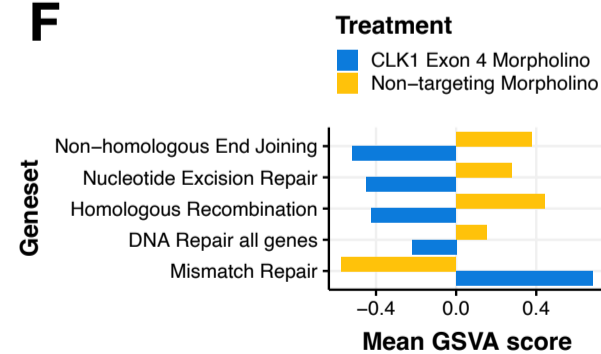 F
Treatment
CLK1 Exon 4 Morpholino
Non−targeting Morpholino
Geneset
Non−homologous End Joining
Nucleotide Excision Repair
Homologous Recombination
DNA Repair all genes
Mismatch Repair
−0.4 0.0 0.4
Mean GSVA score